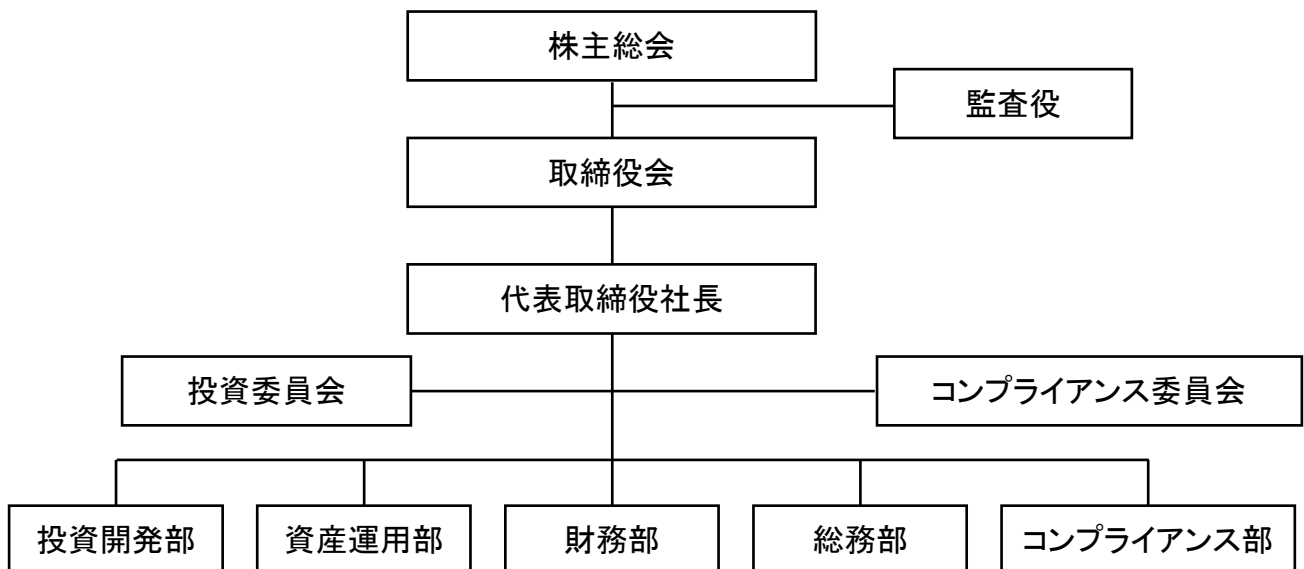 株主総会
監査役
取締役会
代表取締役社長
投資委員会
コンプライアンス委員会
投資開発部
資産運用部
財務部
総務部
コンプライアンス部